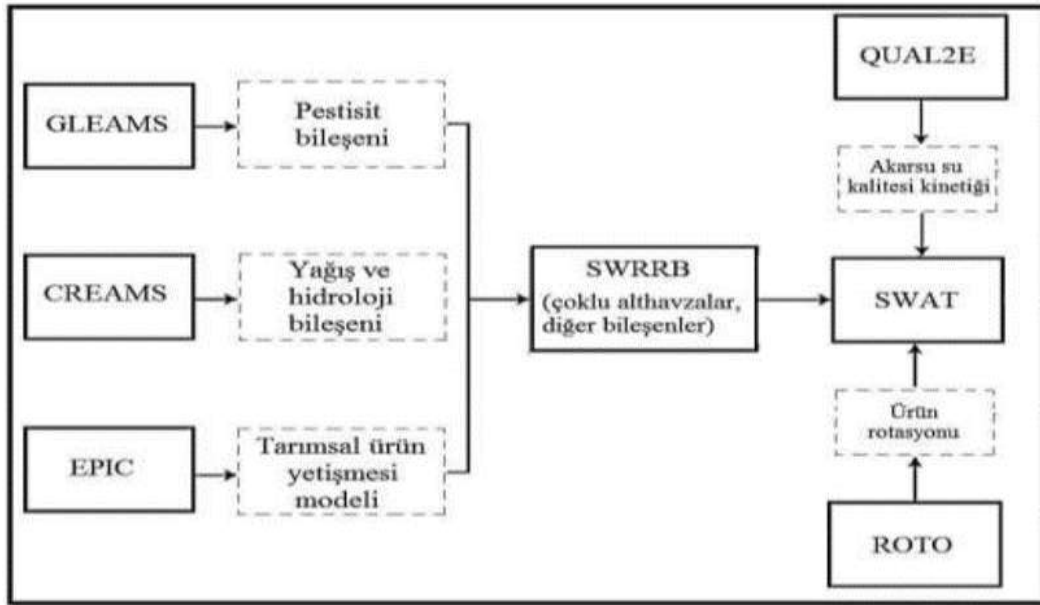 GLEAMS
Pestisit
bileşeni
CREAMS
Yağış ve
hidroloji
bileşeni
EPIC
Tarımsal ürün
yetişmesi
modeli
SWRRB
(çoklu althavzalar,
diğer bileşenler)
QUAL2E
Akarsu su
kalitesi kinetiği
SWAT
Ürün
rotasyonu
ROTO